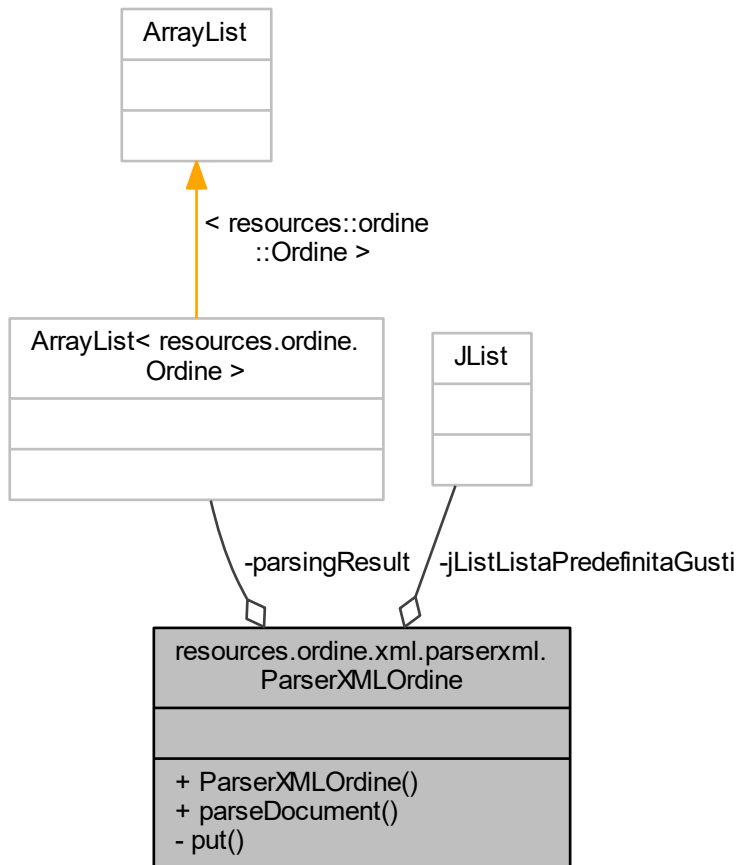 ArrayList
< resources::ordine
::Ordine >
ArrayList< resources.ordine.
Ordine >
JList
-parsingResult
-jListListaPredefinitaGusti
resources.ordine.xml.parserxml.
ParserXMLOrdine
+ ParserXMLOrdine()
+ parseDocument()
- put()